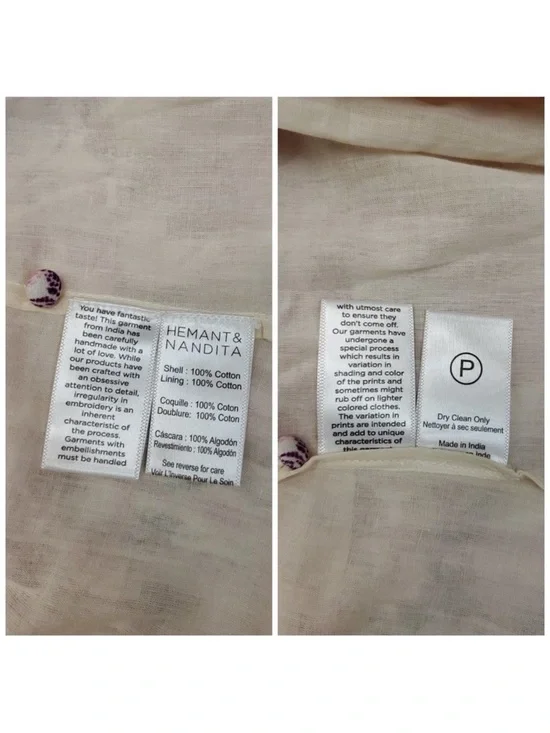 You have fantastic
taste! This garment
from India has
been carefully
handmade with a
lot of love. While
our products have
been crafted with
an obsessive
attention to detail,
irregularity in
embroidery is an
inherent
characteristic of
the process.
Garments with
embellishments
must be handled
HEMANT &
NANDITA
Shell : 100% Cotton
Lining : 100% Cotton
Coquille : 100% Coton
Doublure: 100% Coton
Cáscara : 100% Algodón
Revestimiento : 100% Algodón
See reverse for care
Voir L'inverse Pour Le Soin
with utmost care
to ensure they
don't come off.
Our garments have
undergone a
special process
which results in
variation in
shading and color
of the prints and
sometimes might
rub off on lighter
colored clothes.
The variation in
prints are intended
and add to unique
characteristics of
this garment
P
Dry Clean Only
Nettoyer à sec seulement
Made in India
Inde